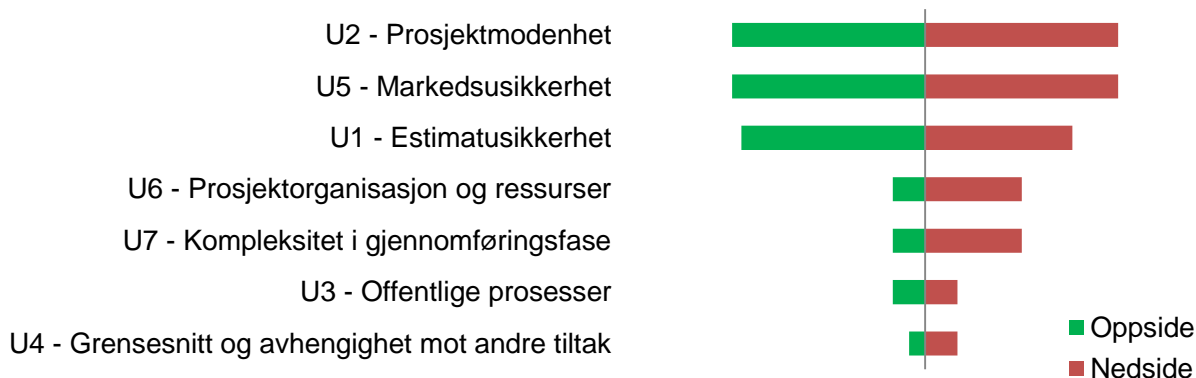 U2 - Prosjektmodenhet
U5 - Markedsusikkerhet
U1 - Estimatusikkerhet
U6 - Prosjektorganisasjon og ressurser
U7 - Kompleksitet i gjennomføringsfase
U3 - Offentlige prosesser
U4 - Grensesnitt og avhengighet mot andre tiltak
Oppside
Nedside